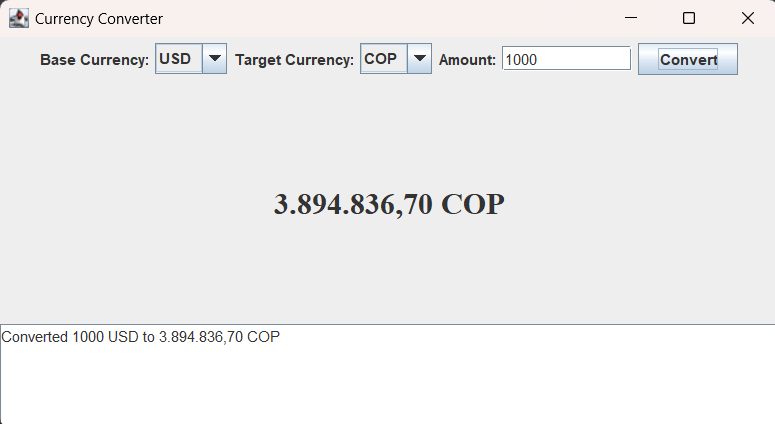 Currency Converter
Base Currency: USD Target Currency: COP Amount: 1000 Convert
3.894.836,70 COP
Converted 1000 USD to 3.894.836,70 COP